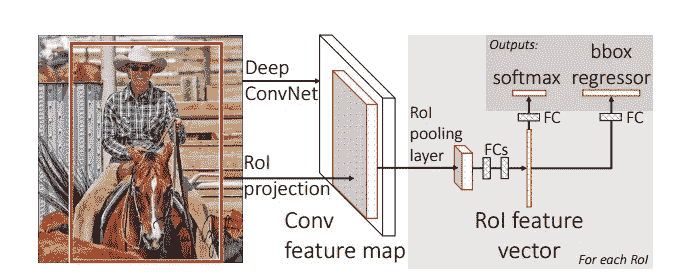 Deep
ConvNet
RoI
projection
Conv
feature map
RoI
pooling
layer
FCs
RoI feature
vector
Outputs:
softmax
bbox
regressor
FC
FC
For each RoI